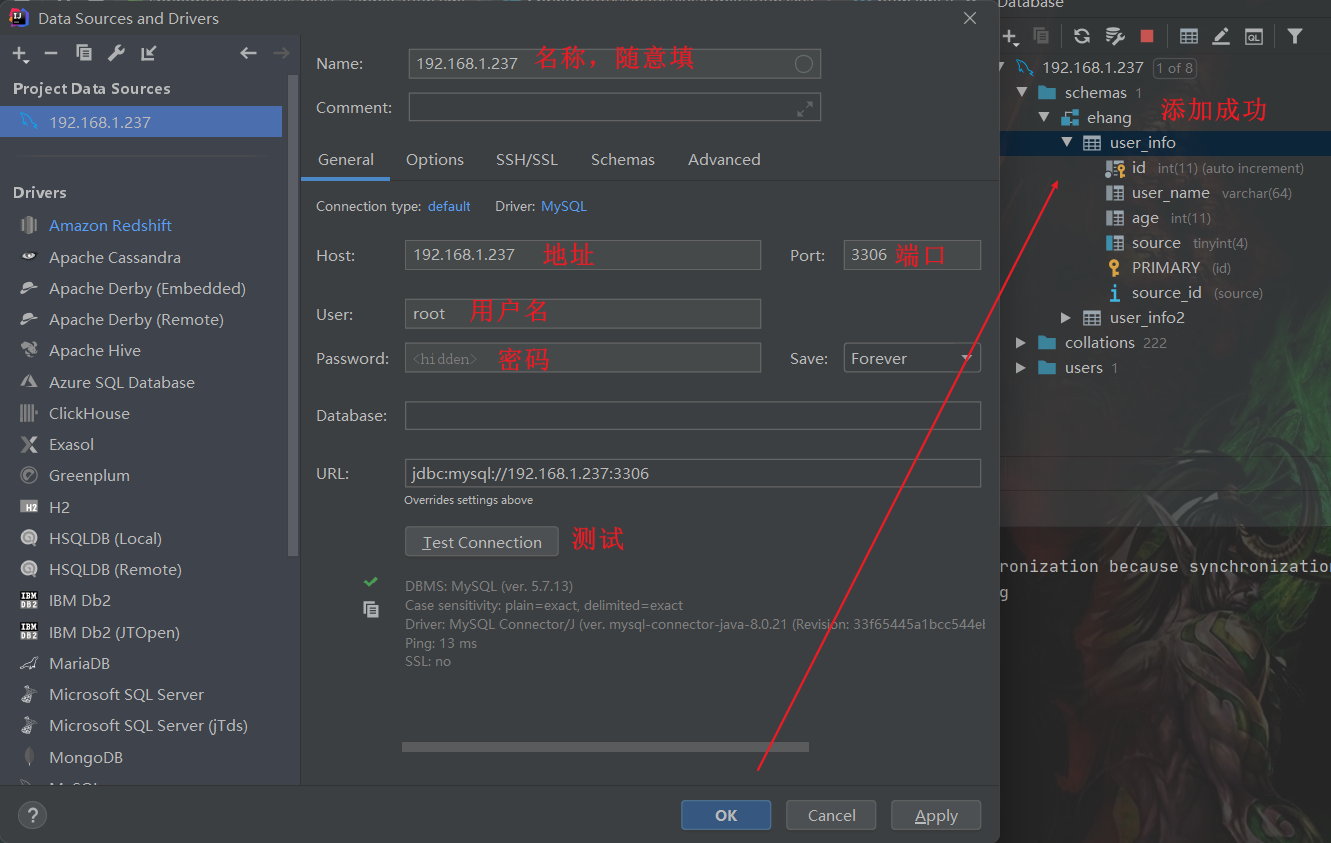 Data Sources and Drivers
Project Data Sources
192.168.1.237
Drivers
Amazon Redshift
Apache Cassandra
Apache Derby (Embedded)
Apache Derby (Remote)
Apache Hive
Azure SQL Database
ClickHouse
Exasol
Greenplum
H2
HSQLDB (Local)
HSQLDB (Remote)
IBM Db2
IBM Db2 (JTOpen)
MariaDB
Microsoft SQL Server
Microsoft SQL Server (jTds)
MongoDB
Name: 192.168.1.237 名称，随意填
Comment:
General Options SSH/SSL Schemas Advanced
Connection type: default Driver: MySQL
Host: 192.168.1.237 地址 Port: 3306 端口
User: root 用户名
Password: <hidden> 密码 Save: Forever
Database:
URL: jdbc:mysql://192.168.1.237:3306
Overrides settings above
Test Connection 测试
DBMS: MySQL (ver. 5.7.13)
Case sensitivity: plain=exact, delimited=exact
Driver: MySQL Connector/J (ver. mysql-connector-java-8.0.21 (Revision: 33f65445a1bcc544e
Ping: 13 ms
SSL: no
? OK Cancel Apply
Database
192.168.1.237 1 of 8
schemas 1
添加成功
ehang
user_info
id int(11) (auto increment)
user_name varchar(64)
age int(11)
source tinyint(4)
PRIMARY (id)
source_id (source)
user_info2
collations 222
users 1
ronization because synchronization
g